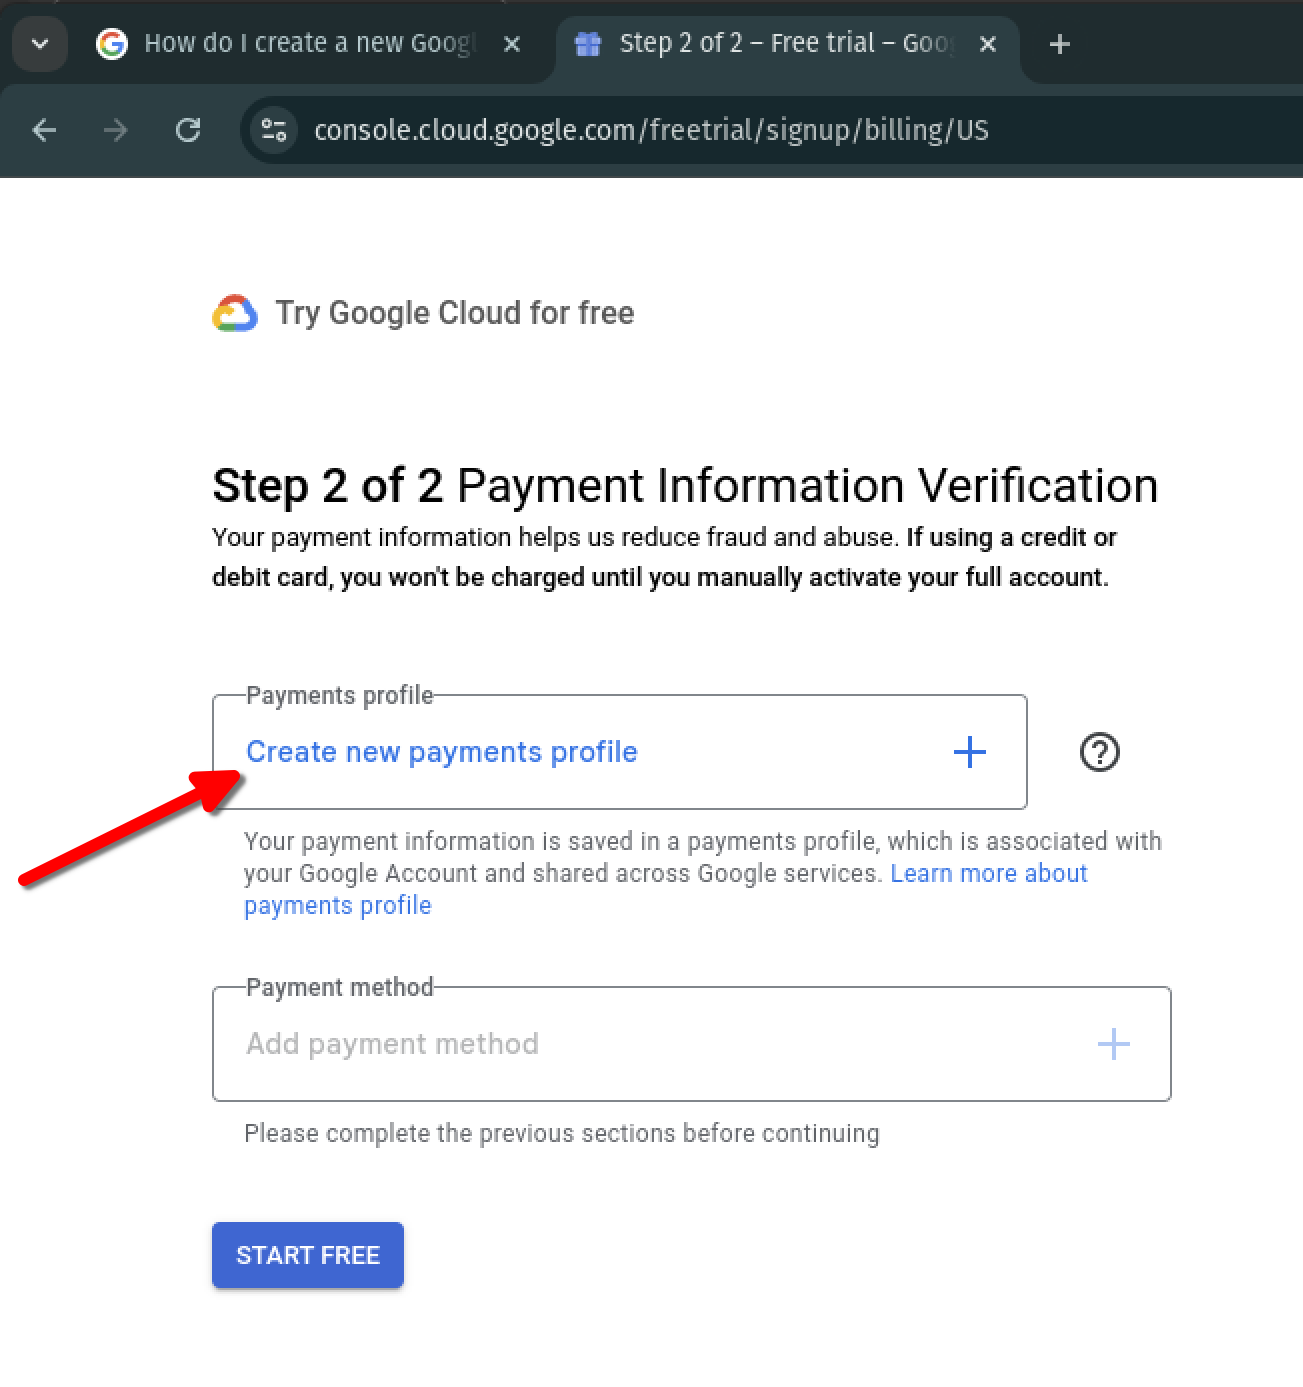 How do I create a new Googl
Step 2 of 2 – Free trial – Goo
console.cloud.google.com/freetrial/signup/billing/US
Try Google Cloud for free
Step 2 of 2 Payment Information Verification
Your payment information helps us reduce fraud and abuse. If using a credit or
debit card, you won't be charged until you manually activate your full account.
Payments profile
Create new payments profile
Your payment information is saved in a payments profile, which is associated with
your Google Account and shared across Google services. Learn more about
payments profile
Payment method
Add payment method
Please complete the previous sections before continuing
START FREE